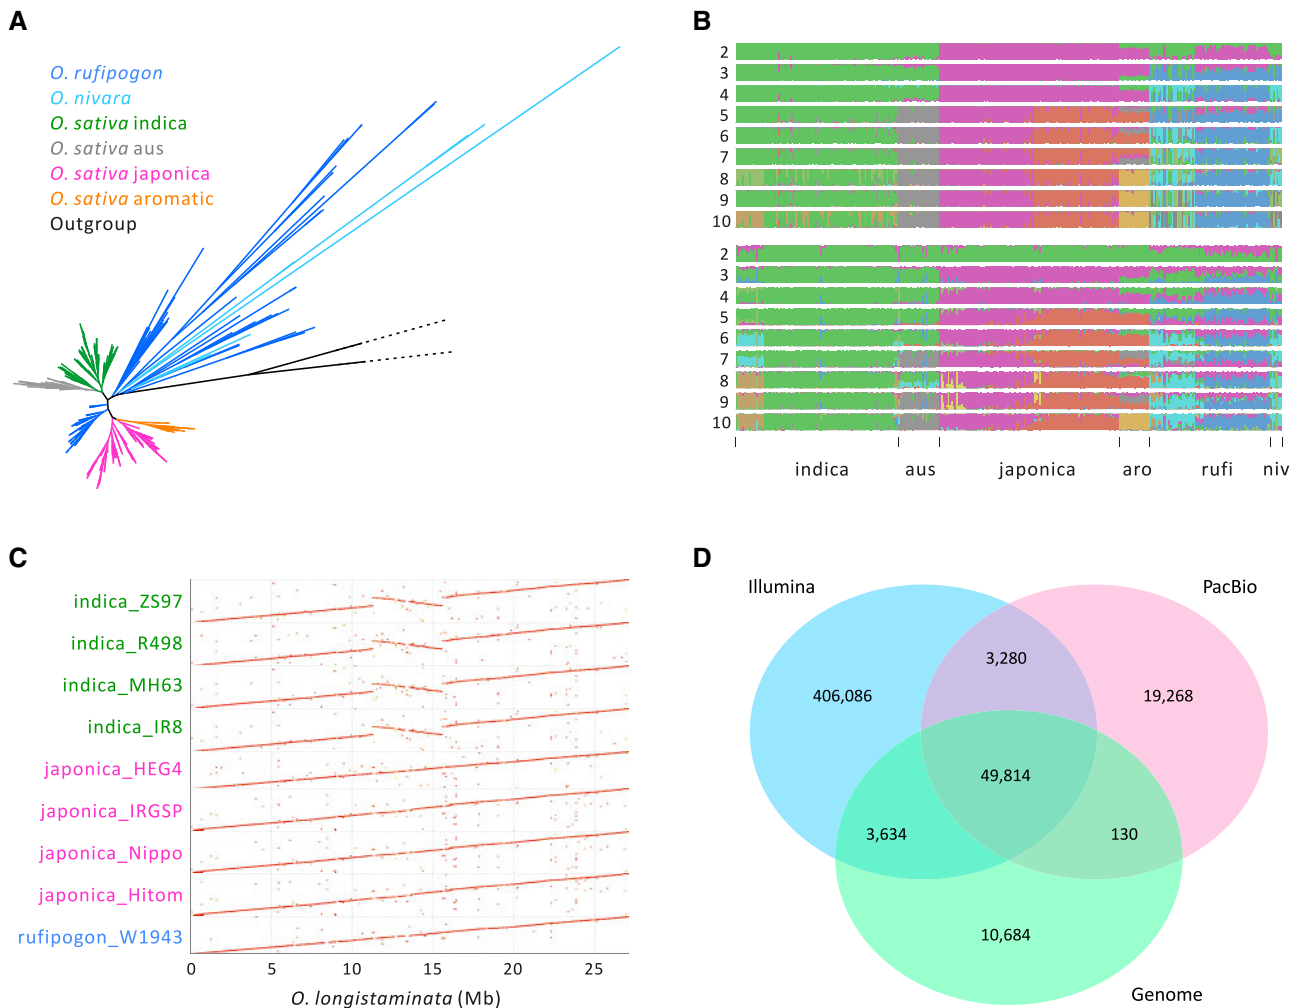 A
O. rufipogon
O. nivara
O. sativa indica
O. sativa aus
O. sativa japonica
O. sativa aromatic
Outgroup
B
2
3
4
5
6
7
8
9
10
2
3
4
5
6
7
8
9
10
indica aus japonica aro rufi niv
C
indica_ZS97
indica_R498
indica_MH63
indica_IR8
japonica_HEG4
japonica_IRGSP
japonica_Nippo
japonica_Hitom
rufipogon_W1943
0 5 10 15 20 25
O. longistaminata (Mb)
D
Illumina PacBio
3,280
406,086 19,268
49,814
3,634 130
10,684
Genome